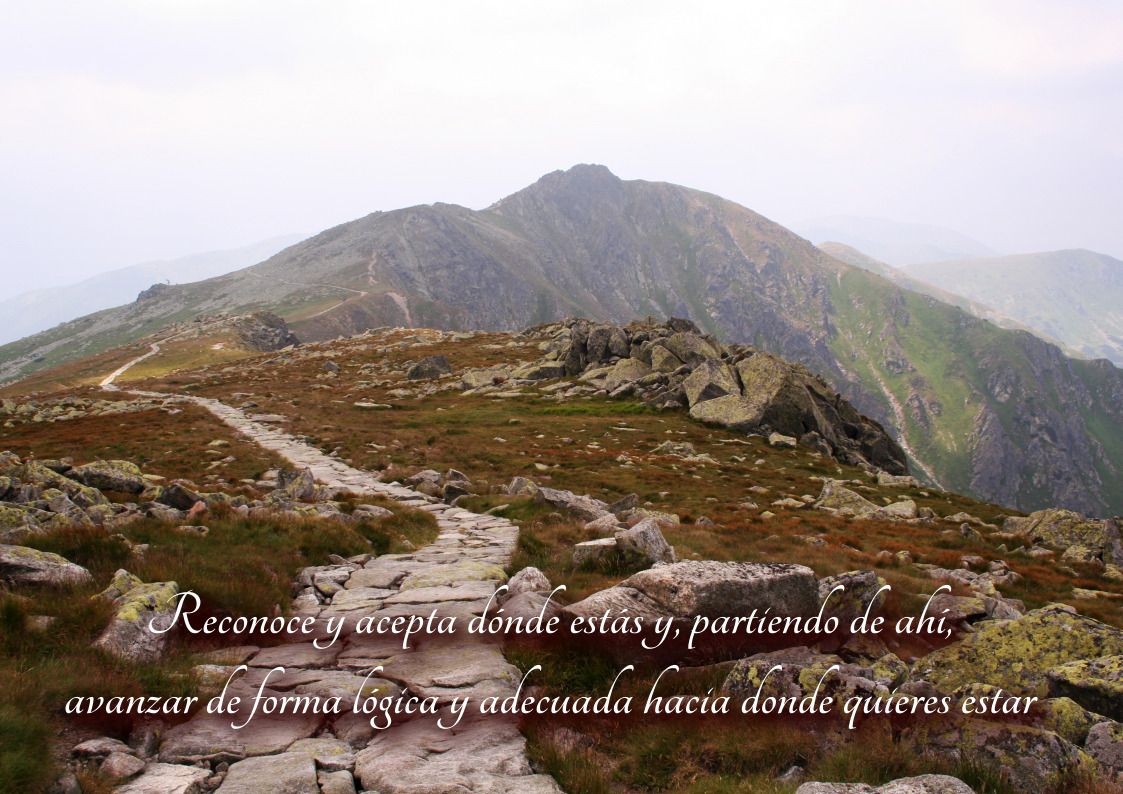 Reconoce y acepta dónde estás y, partiendo de ahí,
avanzar de forma lógica y adecuada hacia donde quieres estar